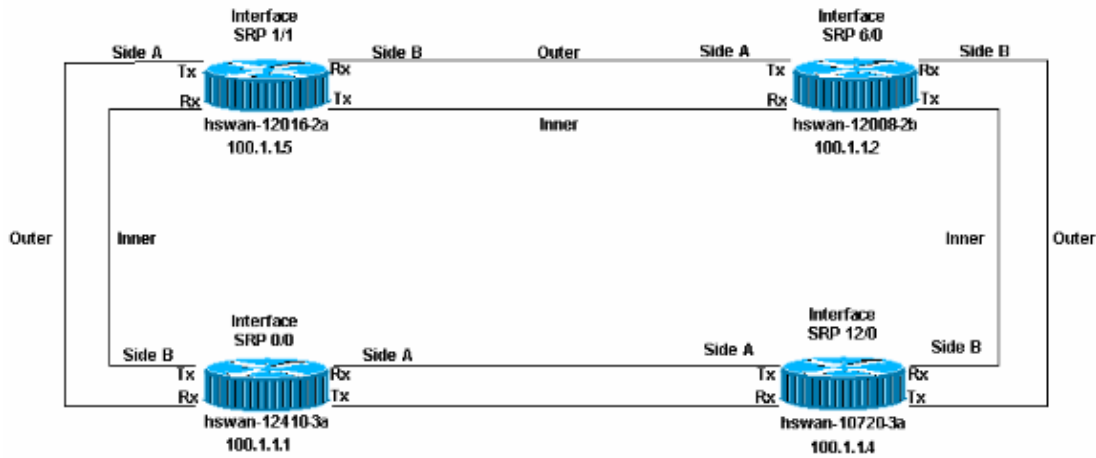 Interface
SRP 1/1
Interface
SRP 6/0
Side A
Side B
Outer
Side A
Side B
Tx
Rx
Tx
Rx
Rx
Tx
Rx
Tx
hswan-12016-2a
100.1.1.5
Inner
hswan-12008-2b
100.1.1.2
Outer
Inner
Inner
Outer
Interface
SRP 0/0
Interface
SRP 12/0
Side B
Side A
Side A
Side B
Tx
Rx
Tx
Rx
Rx
Tx
Rx
Tx
hswan-12410-3a
100.1.1.1
hswan-10720-3a
100.1.1.4